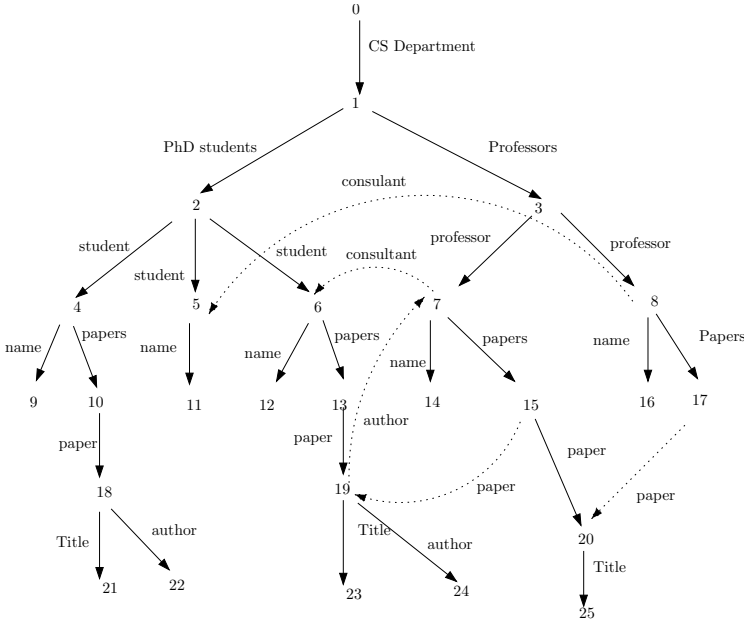 0
CS Department
1
PhD students
Professors
consulant
2
3
student
student
student
consultant
professor
professor
4
5
6
7
8
name
papers
name
name
papers
name
papers
name
Papers
9
10
11
12
13
14
15
16
17
paper
paper
author
paper
paper
paper
18
19
20
Title
author
Title
author
Title
21
22
23
24
25